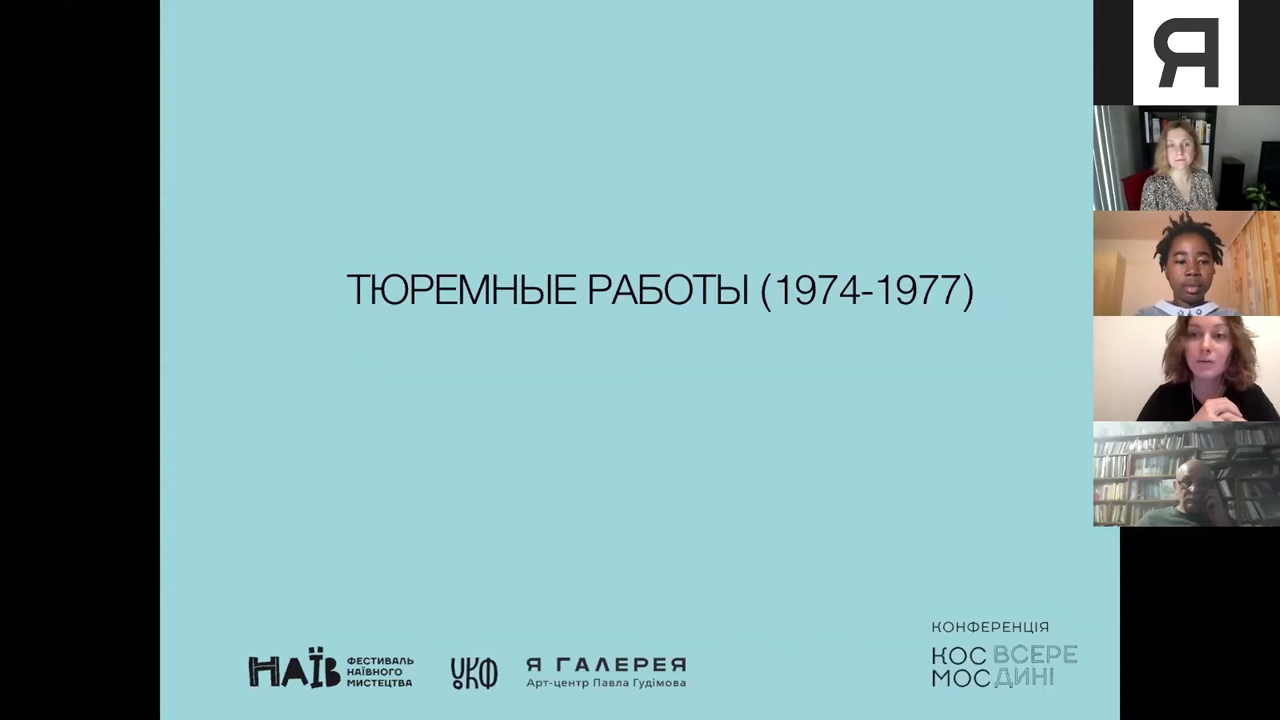 Я
ТЮРЕМНЫЕ РАБОТЫ (1974-1977)
НАЇВ
ФЕСТИВАЛЬ
НАЇВНОГО
МИСТЕЦТВА
УКФ
Я ГАЛЕРЕЯ
Арт-центр Павла Гудімова
КОНФЕРЕНЦІЯ
КОС ВСЕРЕ
МОС ДИНІ